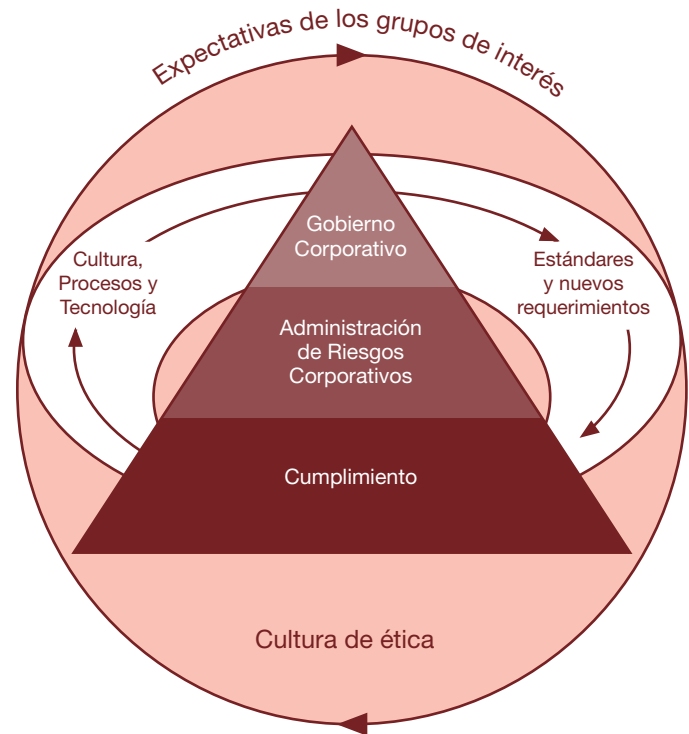 Expectativas de los grupos de interés
Gobierno
Corporativo
Cultura,
Procesos y
Tecnología
Estándares
y nuevos
requerimientos
Administración
de Riesgos
Corporativos
Cumplimiento
Cultura de ética